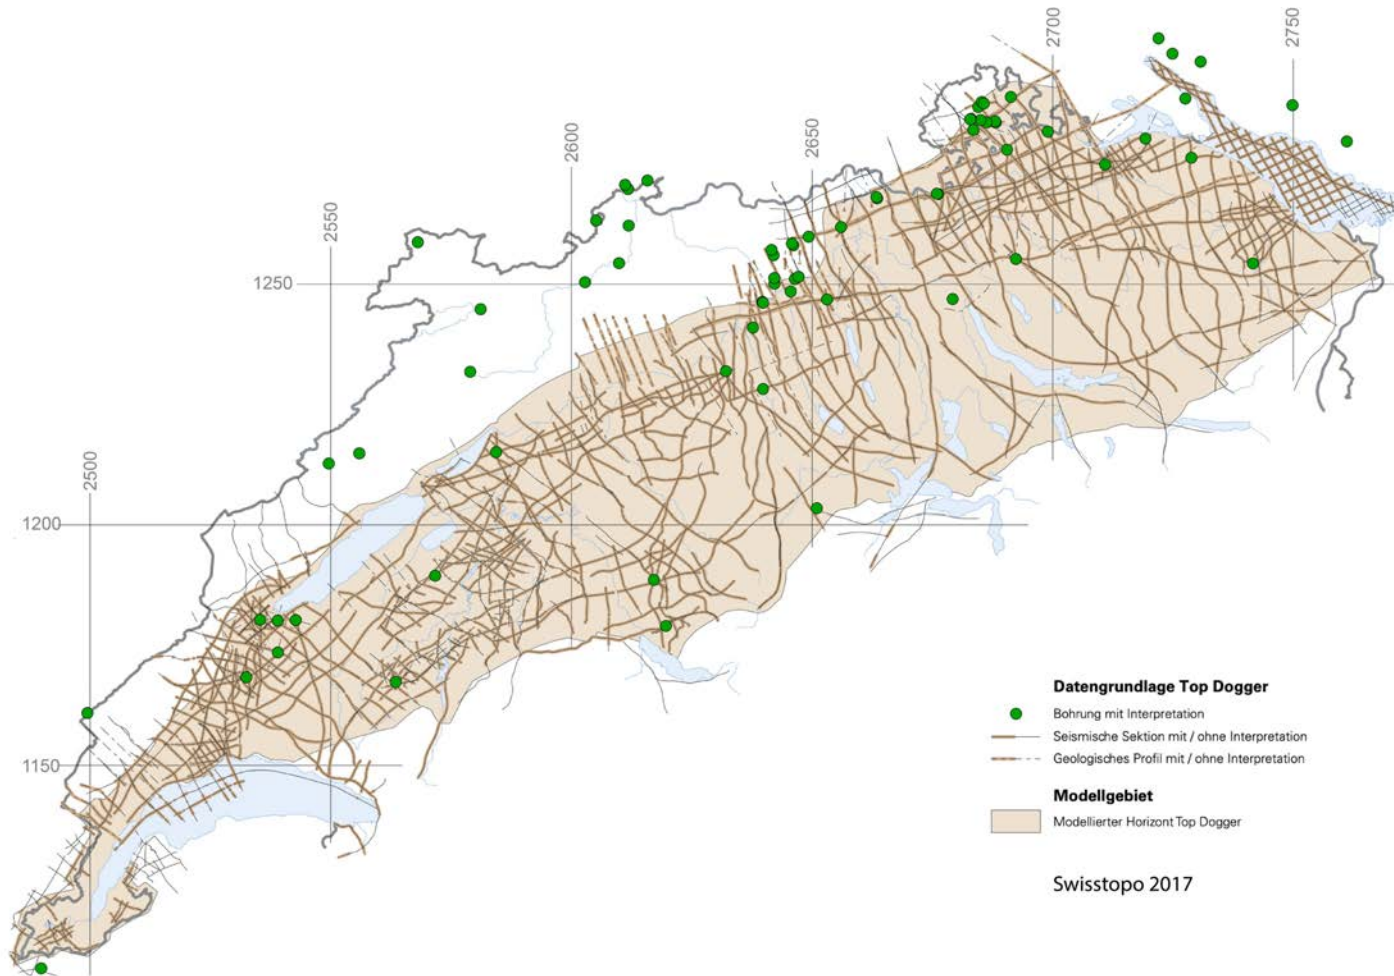 2700
2750
2600
2650
2550
1250
2500
1200
1150
Datengrundlage Top Dogger
Bohrung mit Interpretation
Seismische Sektion mit / ohne Interpretation
Geologisches Profil mit / ohne Interpretation
Modellgebiet
Modellierter Horizont Top Dogger
Swisstopo 2017